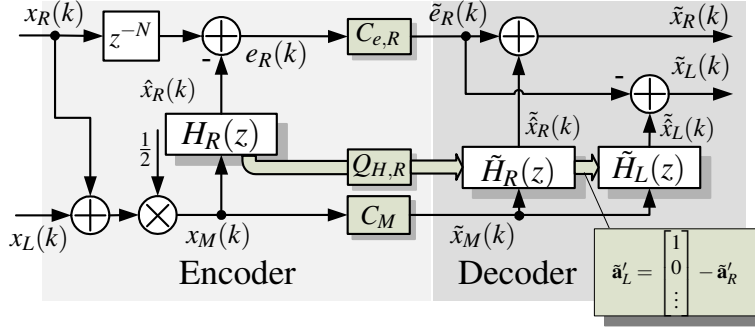 x_R(k)
ẽ_R(k)
x̃_R(k)
z^{-N}
-
e_R(k)
C_{e,R}
x̂_R(k)
-
x̃_L(k)
1/2
H_R(z)
x̂̃_R(k)
x̂̃_L(k)
Q_{H,R}
H̃_R(z)
H̃_L(z)
x_L(k)
x_M(k)
C_M
x̃_M(k)
Encoder
Decoder
ã′_L = [1 0 ⋮] − ã′_R